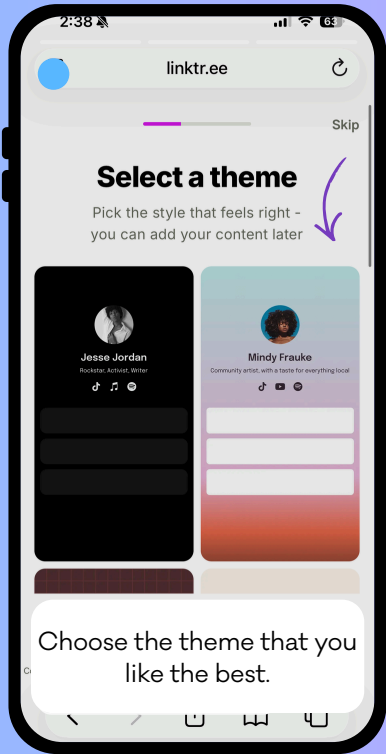 2:38
63
linktr.ee
Skip
Select a theme
Pick the style that feels right -
you can add your content later
Jesse Jordan
Rockstar, Activist, Writer
Mindy Frauke
Community artist, with a taste for everything local
Choose the theme that you
like the best.